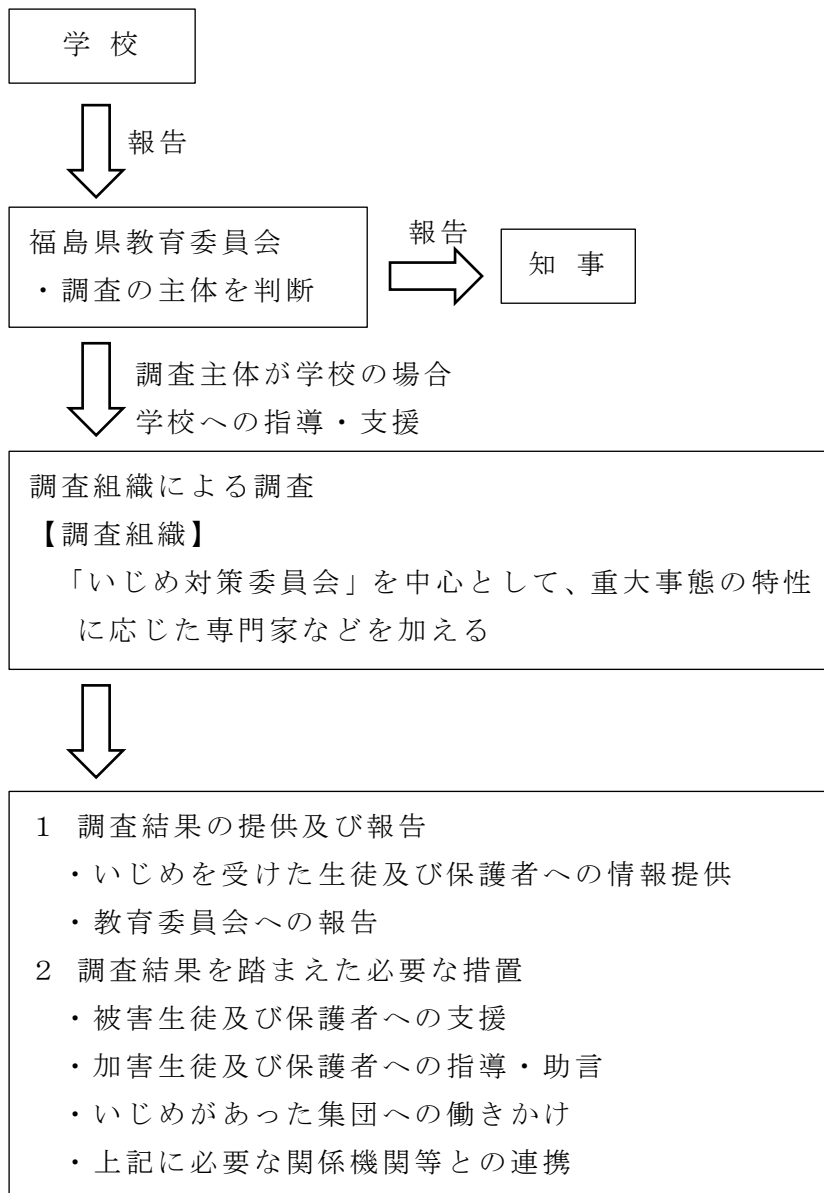 学校
報告
福島県教育委員会
・調査の主体を判断
報告
知事
調査主体が学校の場合
学校への指導・支援
調査組織による調査
【調査組織】
「いじめ対策委員会」を中心として、重大事態の特性
に応じた専門家などを加える
1 調査結果の提供及び報告
・いじめを受けた生徒及び保護者への情報提供
・教育委員会への報告
2 調査結果を踏まえた必要な措置
・被害生徒及び保護者への支援
・加害生徒及び保護者への指導・助言
・いじめがあった集団への働きかけ
・上記に必要な関係機関等との連携